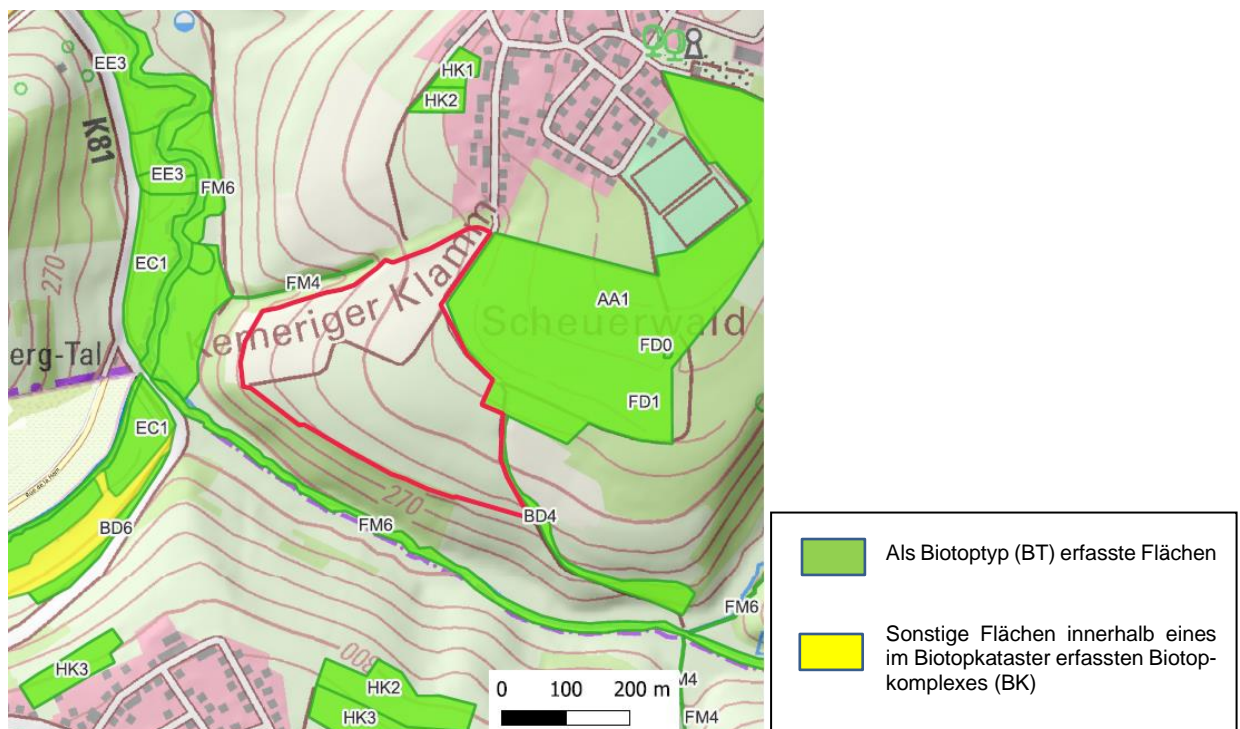 EE3
HK1
HK2
K81
EE3
FM6
EC1
FM4
Kemeriger Klamm
AA1
Scheuerwald
270
FD0
erg-Tal
FD1
EC1
270
BD4
BD6
FM6
FM6
HK3
300
HK2
HK3
0 100 200 m
M4
FM4
Als Biotoptyp (BT) erfasste Flächen
Sonstige Flächen innerhalb eines
im Biotopkataster erfassten Biotop-
komplexes (BK)